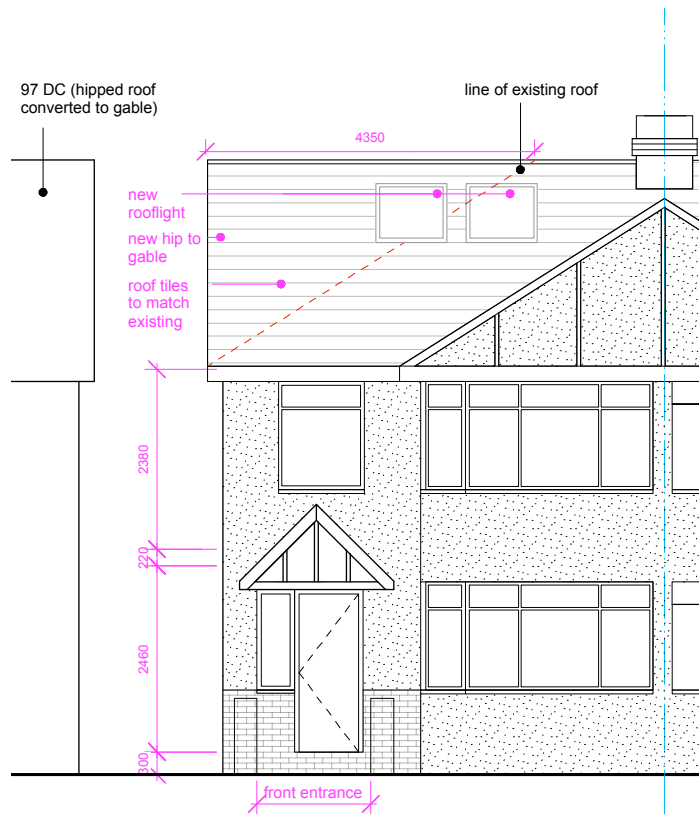 97 DC (hipped roof
converted to gable)
line of existing roof
4350
new
rooflight
new hip to
gable
roof tiles
to match
existing
2380
220
2460
300
front entrance